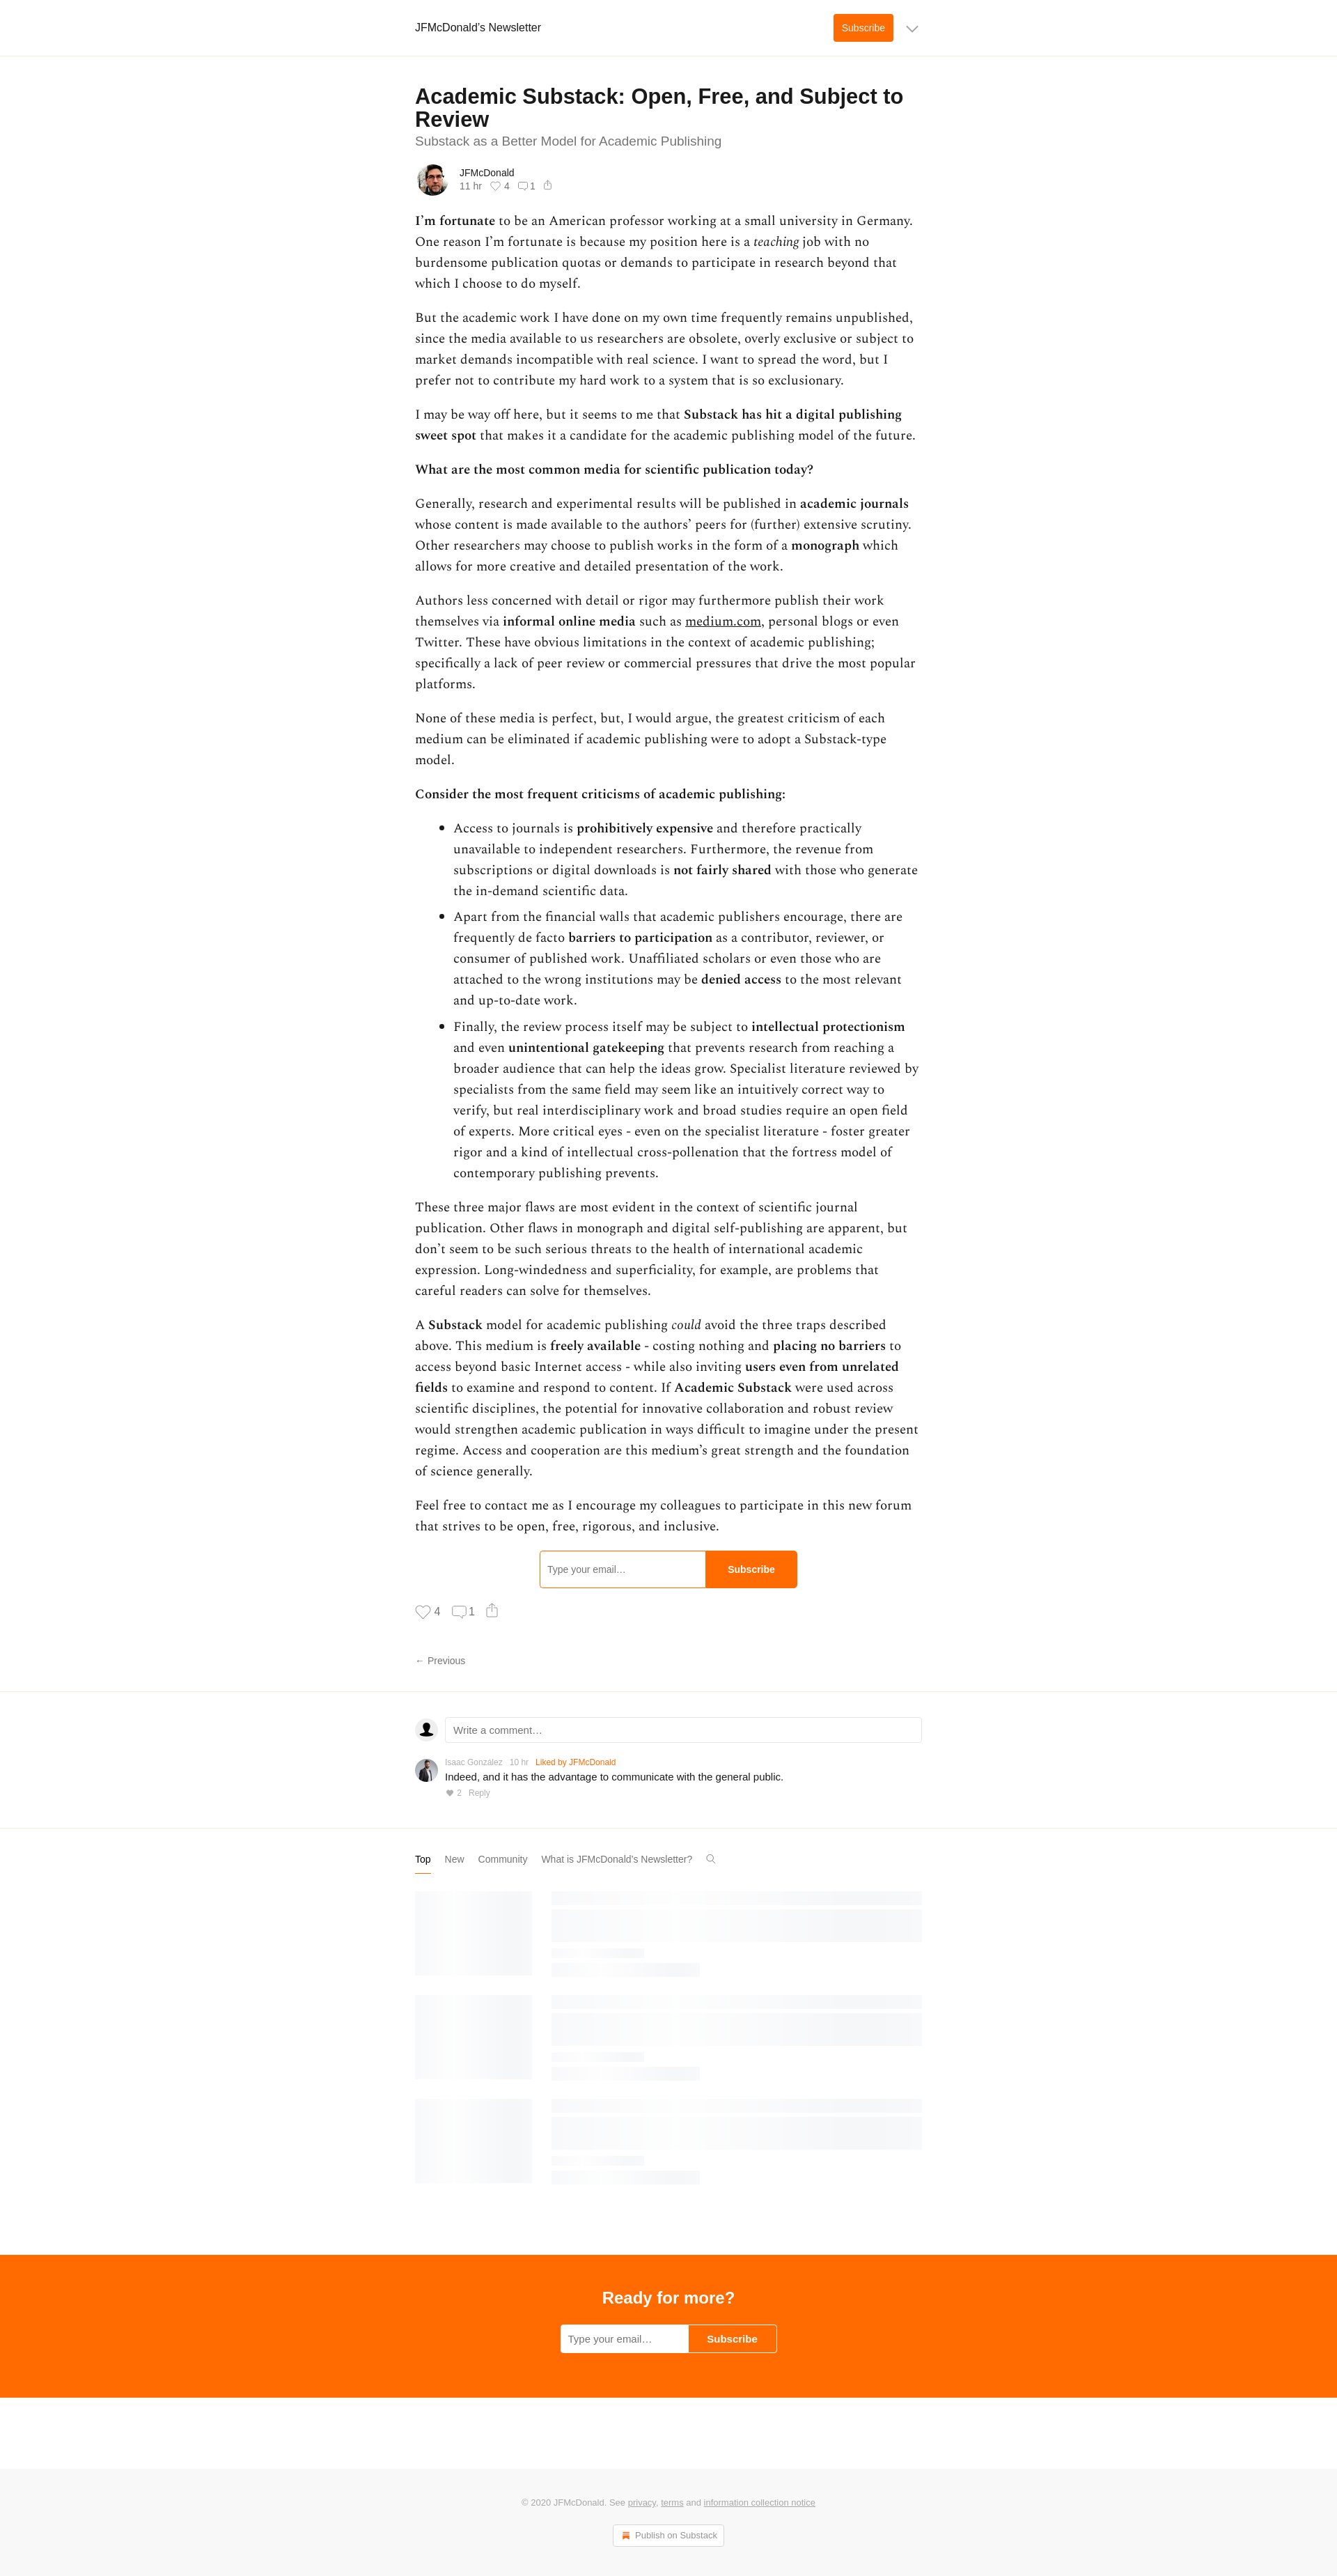 JFMcDonald’s Newsletter
Subscribe
Academic Substack: Open, Free, and Subject to
Review
Substack as a Better Model for Academic Publishing
JFMcDonald
11 hr 4 1
I’m fortunate to be an American professor working at a small university in Germany.
One reason I’m fortunate is because my position here is a teaching job with no
burdensome publication quotas or demands to participate in research beyond that
which I choose to do myself.
But the academic work I have done on my own time frequently remains unpublished,
since the media available to us researchers are obsolete, overly exclusive or subject to
market demands incompatible with real science. I want to spread the word, but I
prefer not to contribute my hard work to a system that is so exclusionary.
I may be way off here, but it seems to me that Substack has hit a digital publishing
sweet spot that makes it a candidate for the academic publishing model of the future.
What are the most common media for scientific publication today?
Generally, research and experimental results will be published in academic journals
whose content is made available to the authors’ peers for (further) extensive scrutiny.
Other researchers may choose to publish works in the form of a monograph which
allows for more creative and detailed presentation of the work.
Authors less concerned with detail or rigor may furthermore publish their work
themselves via informal online media such as medium.com, personal blogs or even
Twitter. These have obvious limitations in the context of academic publishing;
specifically a lack of peer review or commercial pressures that drive the most popular
platforms.
None of these media is perfect, but, I would argue, the greatest criticism of each
medium can be eliminated if academic publishing were to adopt a Substack-type
model.
Consider the most frequent criticisms of academic publishing:
• Access to journals is prohibitively expensive and therefore practically
unavailable to independent researchers. Furthermore, the revenue from
subscriptions or digital downloads is not fairly shared with those who generate
the in-demand scientific data.
• Apart from the financial walls that academic publishers encourage, there are
frequently de facto barriers to participation as a contributor, reviewer, or
consumer of published work. Unaffiliated scholars or even those who are
attached to the wrong institutions may be denied access to the most relevant
and up-to-date work.
• Finally, the review process itself may be subject to intellectual protectionism
and even unintentional gatekeeping that prevents research from reaching a
broader audience that can help the ideas grow. Specialist literature reviewed by
specialists from the same field may seem like an intuitively correct way to
verify, but real interdisciplinary work and broad studies require an open field
of experts. More critical eyes - even on the specialist literature - foster greater
rigor and a kind of intellectual cross-pollenation that the fortress model of
contemporary publishing prevents.
These three major flaws are most evident in the context of scientific journal
publication. Other flaws in monograph and digital self-publishing are apparent, but
don’t seem to be such serious threats to the health of international academic
expression. Long-windedness and superficiality, for example, are problems that
careful readers can solve for themselves.
A Substack model for academic publishing could avoid the three traps described
above. This medium is freely available - costing nothing and placing no barriers to
access beyond basic Internet access - while also inviting users even from unrelated
fields to examine and respond to content. If Academic Substack were used across
scientific disciplines, the potential for innovative collaboration and robust review
would strengthen academic publication in ways difficult to imagine under the present
regime. Access and cooperation are this medium’s great strength and the foundation
of science generally.
Feel free to contact me as I encourage my colleagues to participate in this new forum
that strives to be open, free, rigorous, and inclusive.
Type your email… Subscribe
4 1
← Previous
Write a comment…
Isaac González 10 hr Liked by JFMcDonald
Indeed, and it has the advantage to communicate with the general public.
2 Reply
Top New Community What is JFMcDonald’s Newsletter?
Ready for more?
Type your email… Subscribe
© 2020 JFMcDonald. See privacy, terms and information collection notice
Publish on Substack